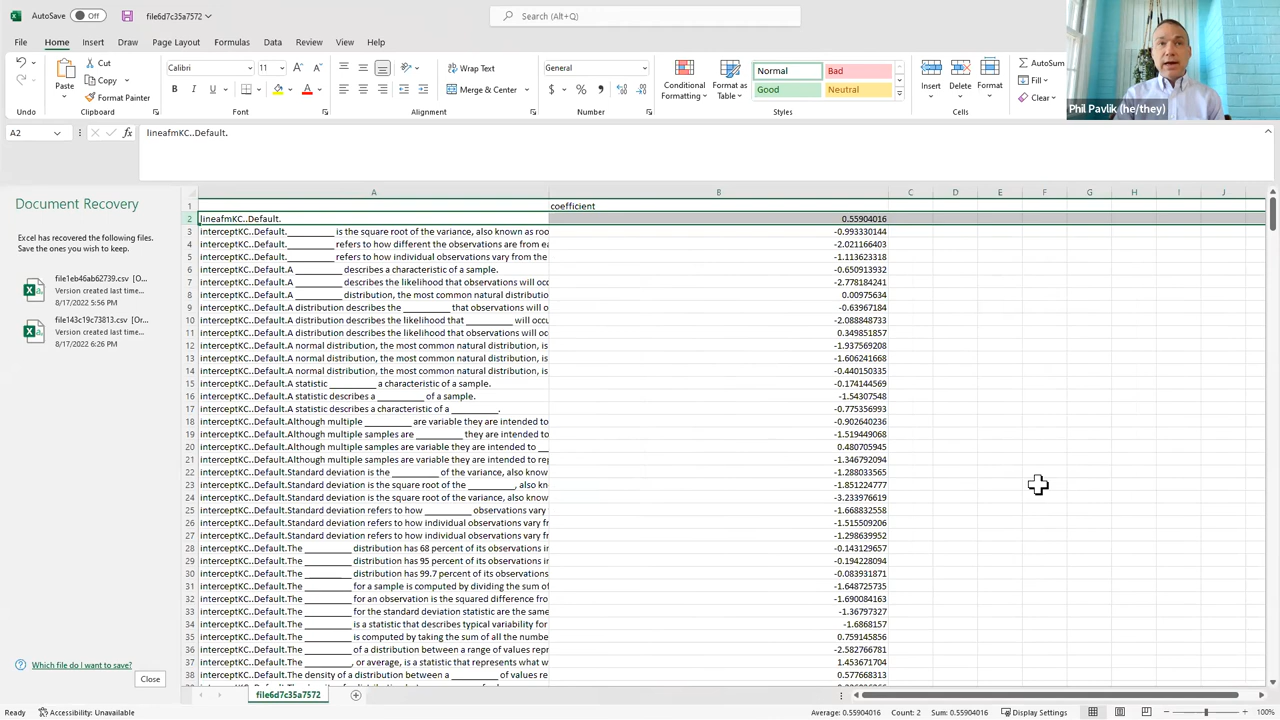 AutoSave Off file6d7c35a7572 Search (Alt+Q)
File Home Insert Draw Page Layout Formulas Data Review View Help
Cut Calibri 11 Wrap Text General Normal Bad AutoSum
Paste Copy Conditional Formatting Format as Table Insert Delete Format Fill
Format Painter Merge & Center Good Neutral Clear
Undo Clipboard Font Alignment Number Styles Cells
Phil Pavlik (he/they)
A2 fx lineafmKC..Default.
Document Recovery
Excel has recovered the following files.
Save the ones you wish to keep.
file1eb46ab62739.csv [O...
Version created last time...
8/17/2022 5:56 PM
file143c19c73813.csv [Or...
Version created last time...
8/17/2022 6:26 PM
Which file do I want to save?
Close
A B C D E F G H I J
1 coefficient
2 lineafmKC..Default. 0.55904016
3 interceptKC..Default.__________ is the square root of the variance, also known as roo -0.993330144
4 interceptKC..Default.__________ refers to how different the observations are from ea -2.021166403
5 interceptKC..Default.__________ refers to how individual observations vary from the -1.113623318
6 interceptKC..Default.A __________ describes a characteristic of a sample. -0.650913932
7 interceptKC..Default.A __________ describes the likelihood that observations will occ -2.778184241
8 interceptKC..Default.A __________ distribution, the most common natural distributio 0.00975634
9 interceptKC..Default.A distribution describes the __________ that observations will o -0.63967184
10 interceptKC..Default.A distribution describes the likelihood that __________ will occu -2.088848733
11 interceptKC..Default.A distribution describes the likelihood that observations will occ 0.349851857
12 interceptKC..Default.A normal distribution, the most common natural distribution, is -1.937569208
13 interceptKC..Default.A normal distribution, the most common natural distribution, is -1.606241668
14 interceptKC..Default.A normal distribution, the most common natural distribution, is -0.440150335
15 interceptKC..Default.A statistic __________ a characteristic of a sample. -0.174144569
16 interceptKC..Default.A statistic describes a __________ of a sample. -1.54307548
17 interceptKC..Default.A statistic describes a characteristic of a __________. -0.775356993
18 interceptKC..Default.Although multiple __________ are variable they are intended to -0.902640236
19 interceptKC..Default.Although multiple samples are __________ they are intended to -1.519449068
20 interceptKC..Default.Although multiple samples are variable they are intended to __ 0.480705945
21 interceptKC..Default.Although multiple samples are variable they are intended to rep -1.346792094
22 interceptKC..Default.Standard deviation is the __________ of the variance, also know -1.288033565
23 interceptKC..Default.Standard deviation is the square root of the __________, also kn -1.851224777
24 interceptKC..Default.Standard deviation is the square root of the variance, also know -3.233976619
25 interceptKC..Default.Standard deviation refers to how __________ observations vary -1.668832558
26 interceptKC..Default.Standard deviation refers to how individual observations vary fr -1.515509206
27 interceptKC..Default.Standard deviation refers to how individual observations vary fr -1.298639952
28 interceptKC..Default.The __________ distribution has 68 percent of its observations i -0.143129657
29 interceptKC..Default.The __________ distribution has 95 percent of its observations i -0.194228094
30 interceptKC..Default.The __________ distribution has 99.7 percent of its observations -0.083931871
31 interceptKC..Default.The __________ for a sample is computed by dividing the sum of -1.648725735
32 interceptKC..Default.The __________ for an observation is the squared difference fro -1.690084163
33 interceptKC..Default.The __________ for the standard deviation statistic are the same -1.36797327
34 interceptKC..Default.The __________ is a statistic that describes typical variability for -1.6868157
35 interceptKC..Default.The __________ is computed by taking the sum of all the numbe 0.759145856
36 interceptKC..Default.The __________ of a distribution between a range of values repr -2.582766781
37 interceptKC..Default.The __________, or average, is a statistic that represents what w 1.453671704
38 interceptKC..Default.The density of a distribution between a __________ of values re 0.577668313
file6d7c35a7572
Ready Accessibility: Unavailable Average: 0.55904016 Count: 2 Sum: 0.55904016 Display Settings 100%